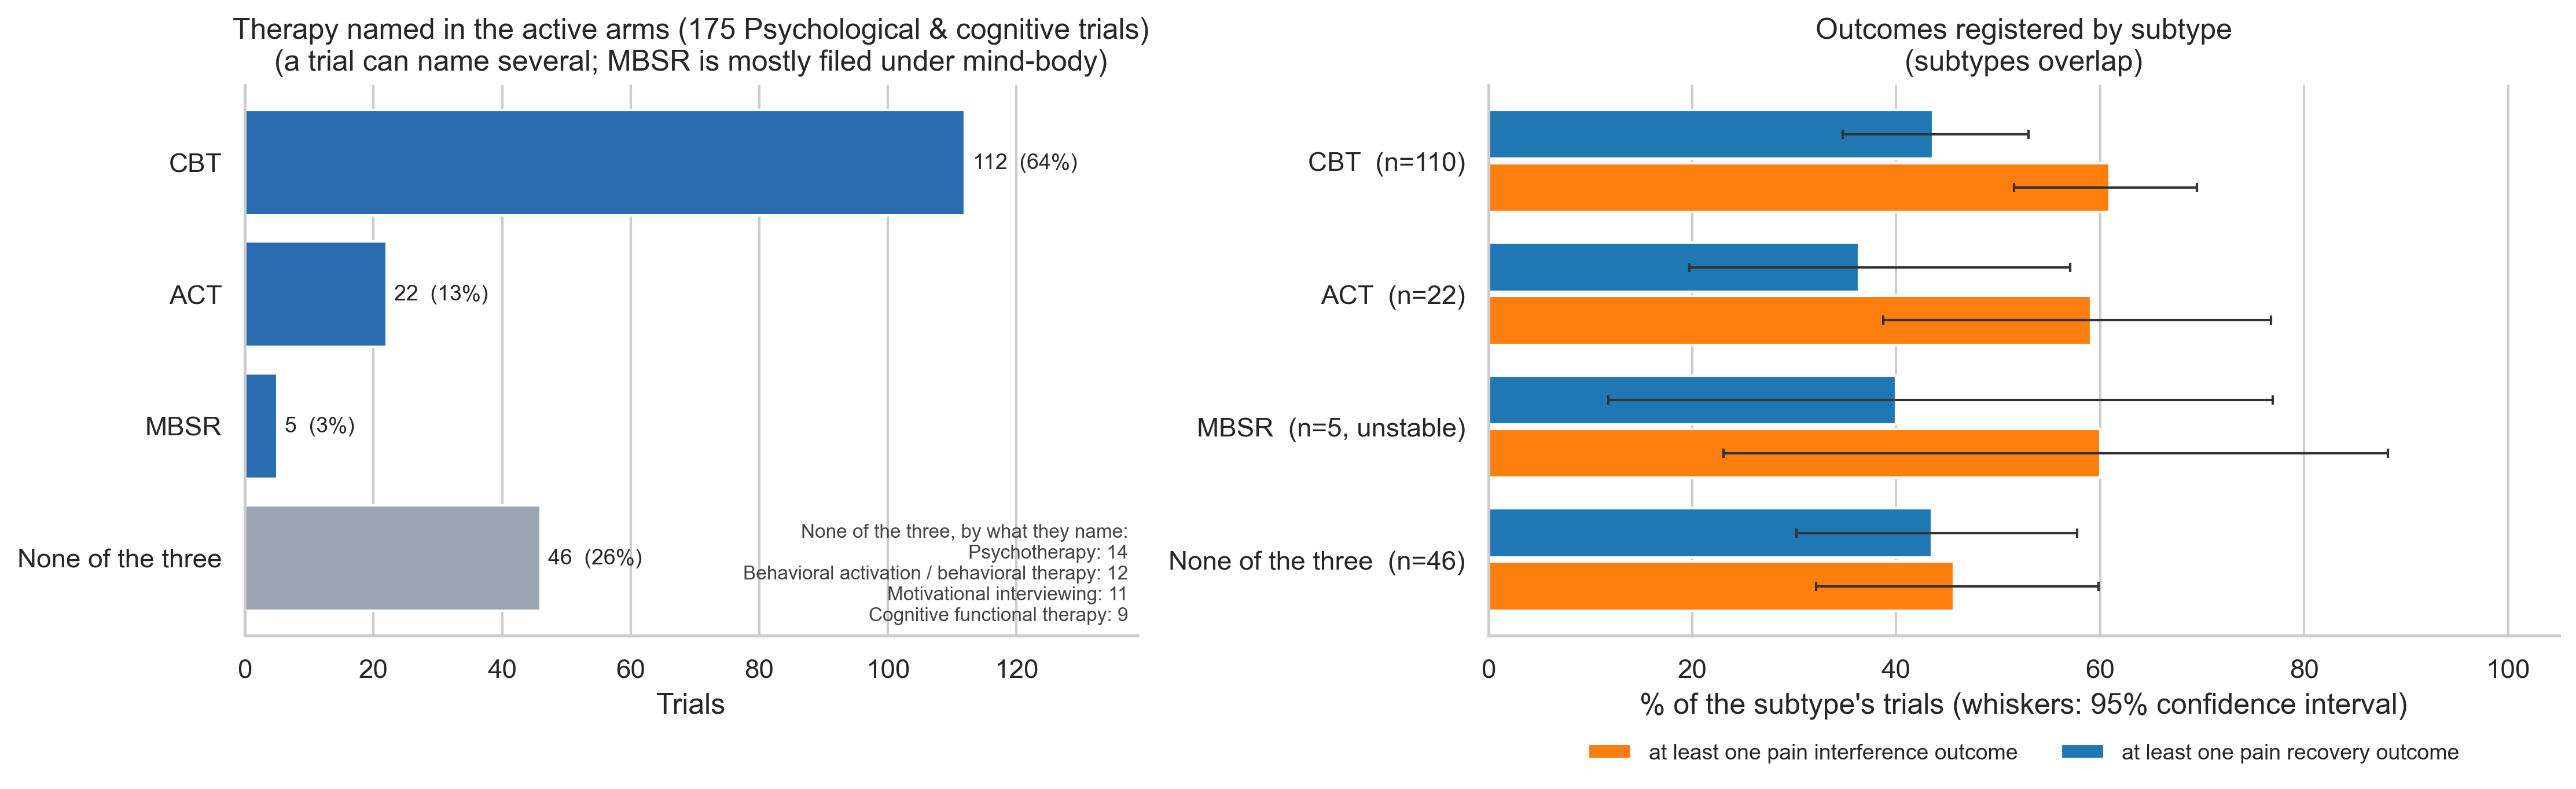 Therapy named in the active arms (175 Psychological & cognitive trials)
(a trial can name several; MBSR is mostly filed under mind-body)
CBT
112 (64%)
ACT
22 (13%)
MBSR
5 (3%)
None of the three
46 (26%)
None of the three, by what they name:
Psychotherapy: 14
Behavioral activation / behavioral therapy: 12
Motivational interviewing: 11
Cognitive functional therapy: 9
0 20 40 60 80 100 120
Trials
Outcomes registered by subtype
(subtypes overlap)
CBT (n=110)
ACT (n=22)
MBSR (n=5, unstable)
None of the three (n=46)
0 20 40 60 80 100
% of the subtype's trials (whiskers: 95% confidence interval)
at least one pain interference outcome
at least one pain recovery outcome